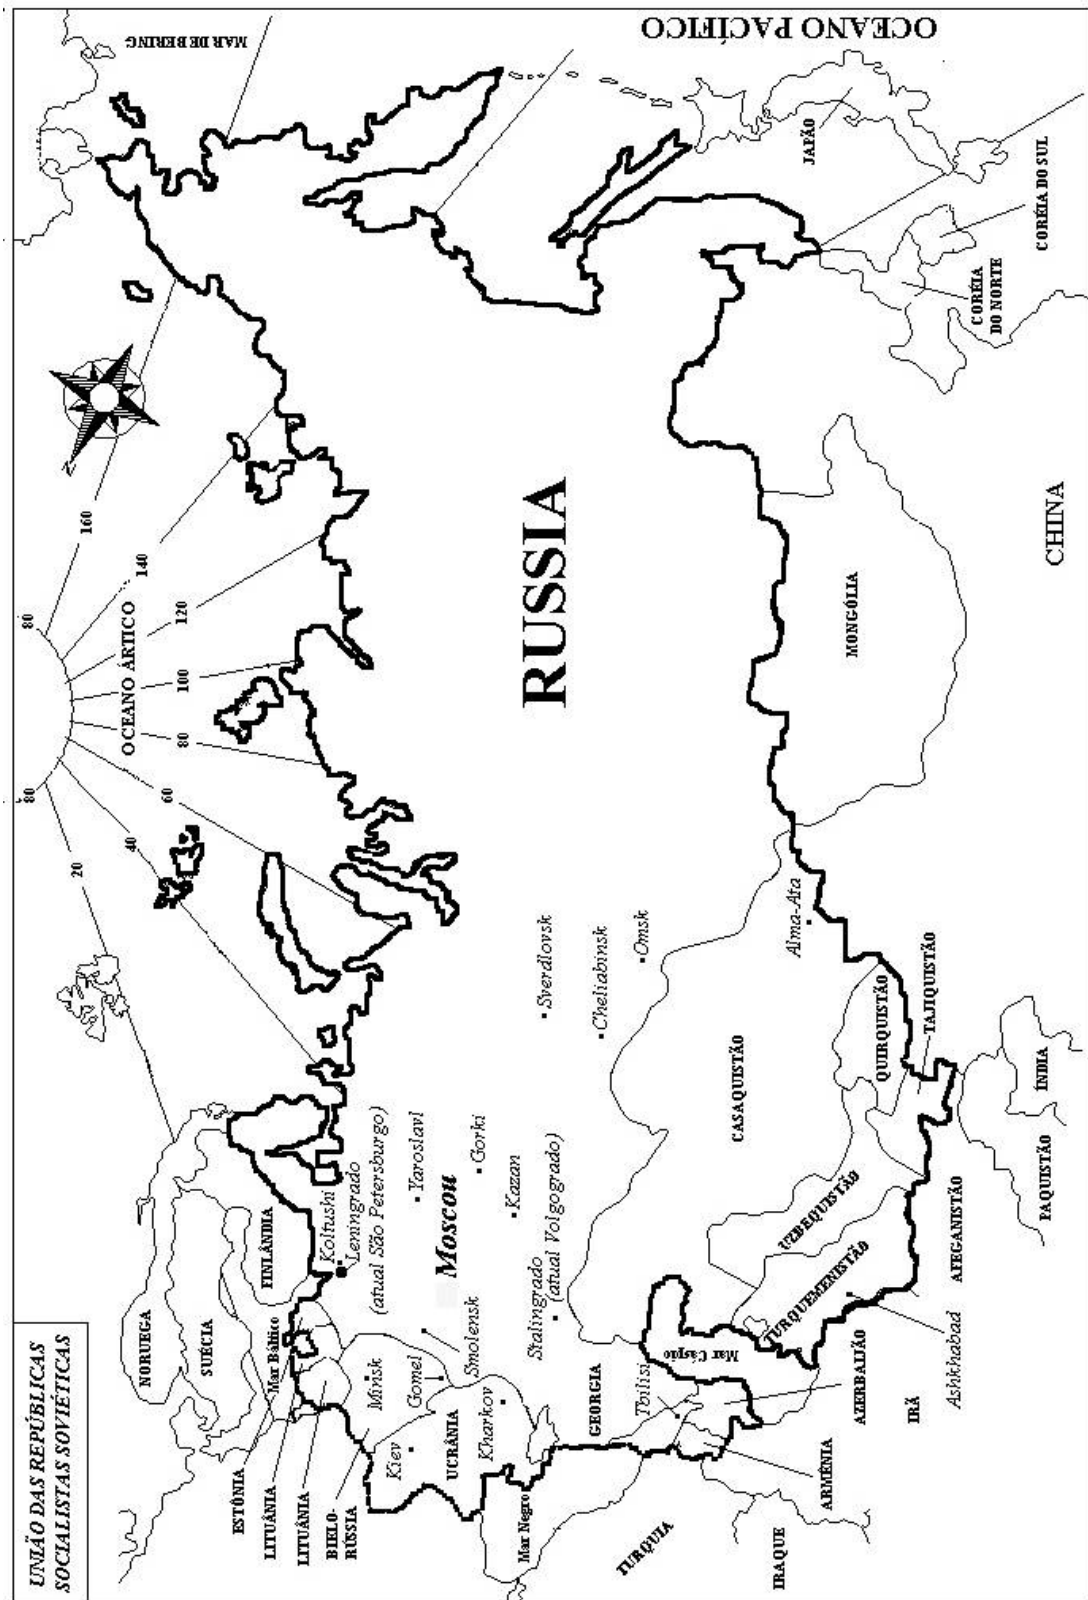 UNIÃO DAS REPÚBLICAS
SOCIALISTAS SOVIÉTICAS
NORUEGA
SUÉCIA
FINLÂNDIA
Mar Báltico
ESTÔNIA
LITUÂNIA
LITUÂNIA
BIELO-
RÚSSIA
20
40
60
80
100
120
140
160
80
80
OCEANO ÁRTICO
MAR DE BERING
OCEANO PACÍFICO
Koltushi
Leningrado
(atual São Petersburgo)
Yaroslavl
Moscou
Gorki
Kazan
Stalingrado
(atual Volgogrado)
Smolensk
Minsk
Gomel
Kiev
UCRÂNIA
Kharkov
Sverdlovsk
Cheliabinsk
Omsk
RUSSIA
Mar Negro
GEORGIA
Tbilisi
Mar Cáspio
TURQUIA
IRAQUE
ARMÊNIA
AZERBAIJÃO
IRÃ
Ashkhabad
TURQUEMENISTÃO
UZBEQUISTÃO
CASAQUISTÃO
Alma-Ata
QUIRQUISTÃO
TAJIQUISTÃO
AFEGANISTÃO
PAQUISTÃO
ÍNDIA
MONGÓLIA
CHINA
CORÉIA
DO NORTE
CORÉIA DO SUL
JAPÃO
N